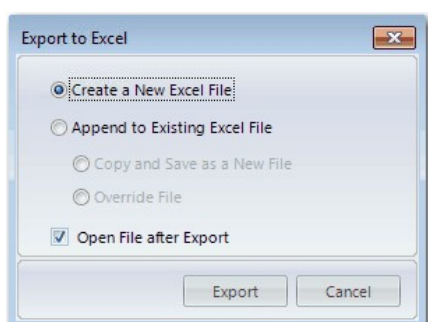 Export to Excel
Create a New Excel File
Append to Existing Excel File
Copy and Save as a New File
Override File
Open File after Export
Export Cancel